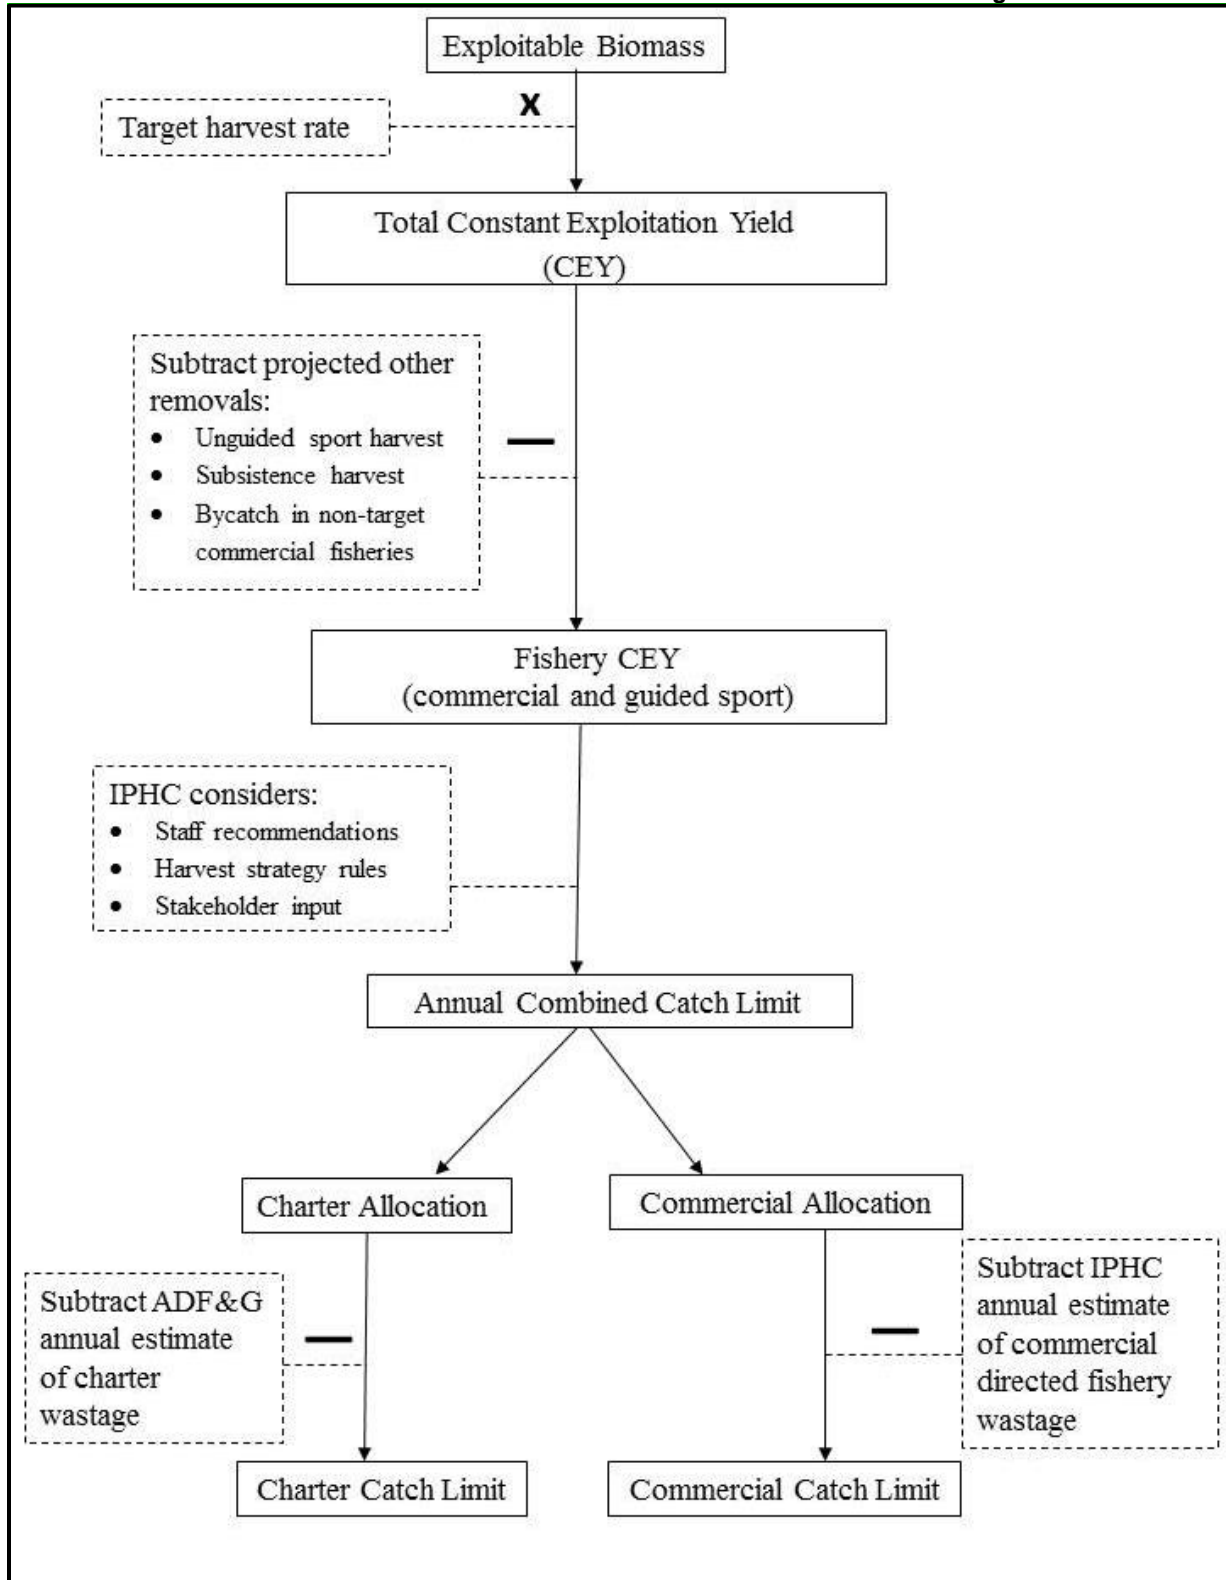 Exploitable Biomass
X
Target harvest rate
Total Constant Exploitation Yield
(CEY)
Subtract projected other
removals:
• Unguided sport harvest
• Subsistence harvest
• Bycatch in non-target
commercial fisheries
—
Fishery CEY
(commercial and guided sport)
IPHC considers:
• Staff recommendations
• Harvest strategy rules
• Stakeholder input
Annual Combined Catch Limit
Charter Allocation
Commercial Allocation
Subtract ADF&G
annual estimate
of charter
wastage
—
Subtract IPHC
annual estimate
of commercial
directed fishery
wastage
—
Charter Catch Limit
Commercial Catch Limit